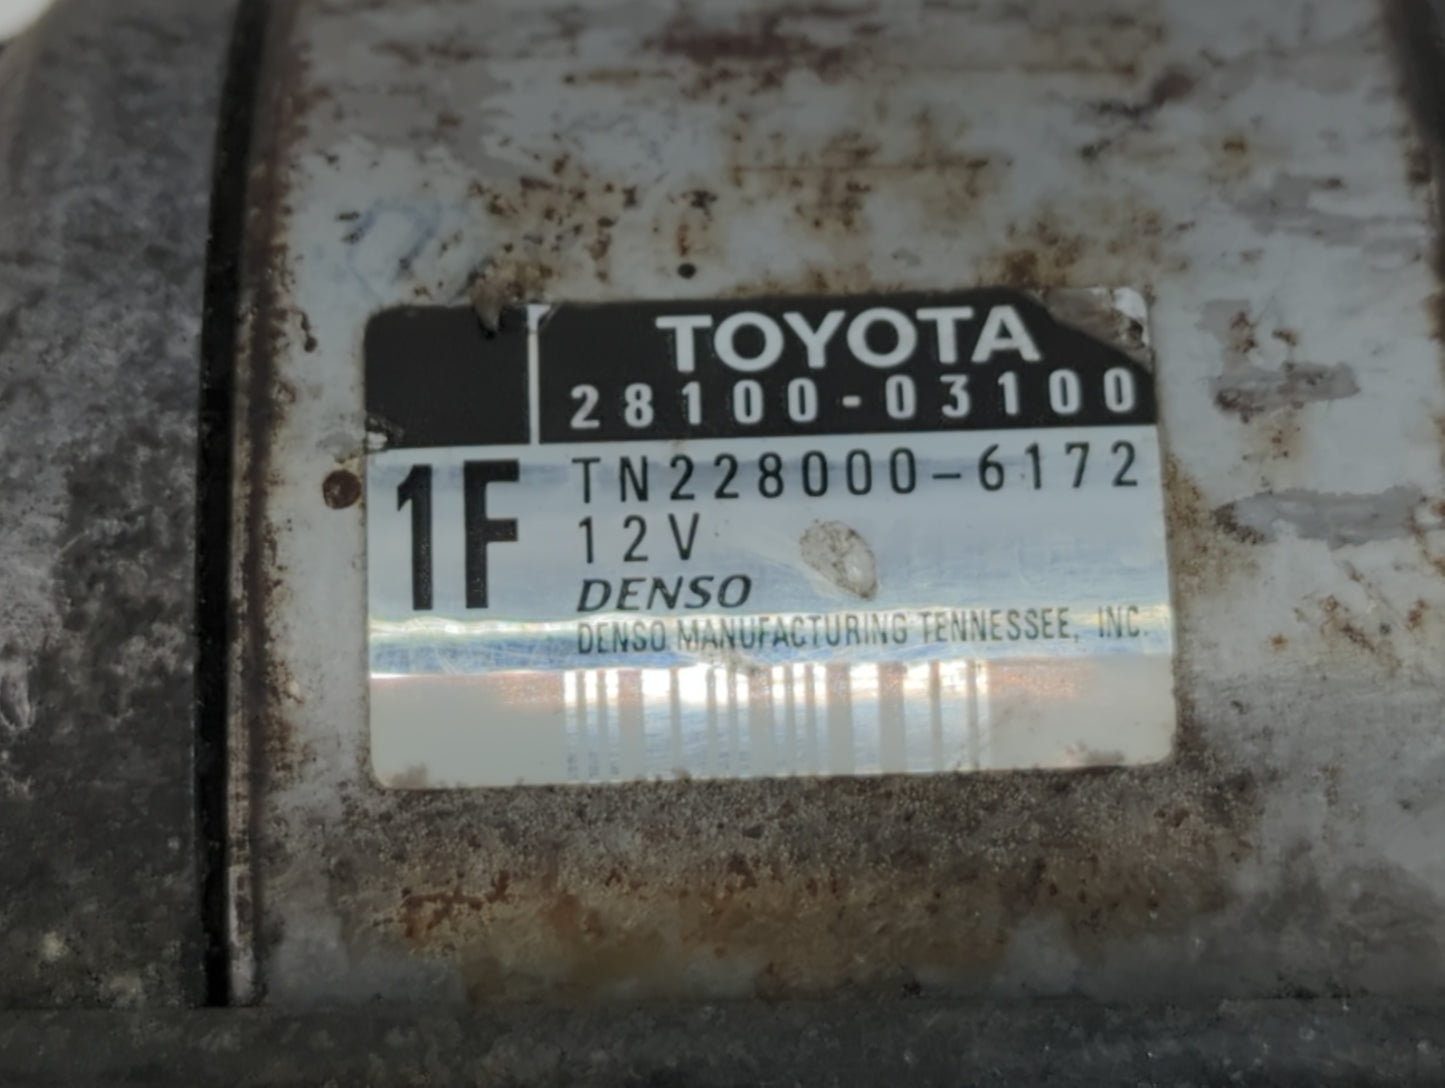 TOYOTA
28100-03100
1F
TN228000-6172
12V
DENSO
DENSO MANUFACTURING TENNESSEE, INC.